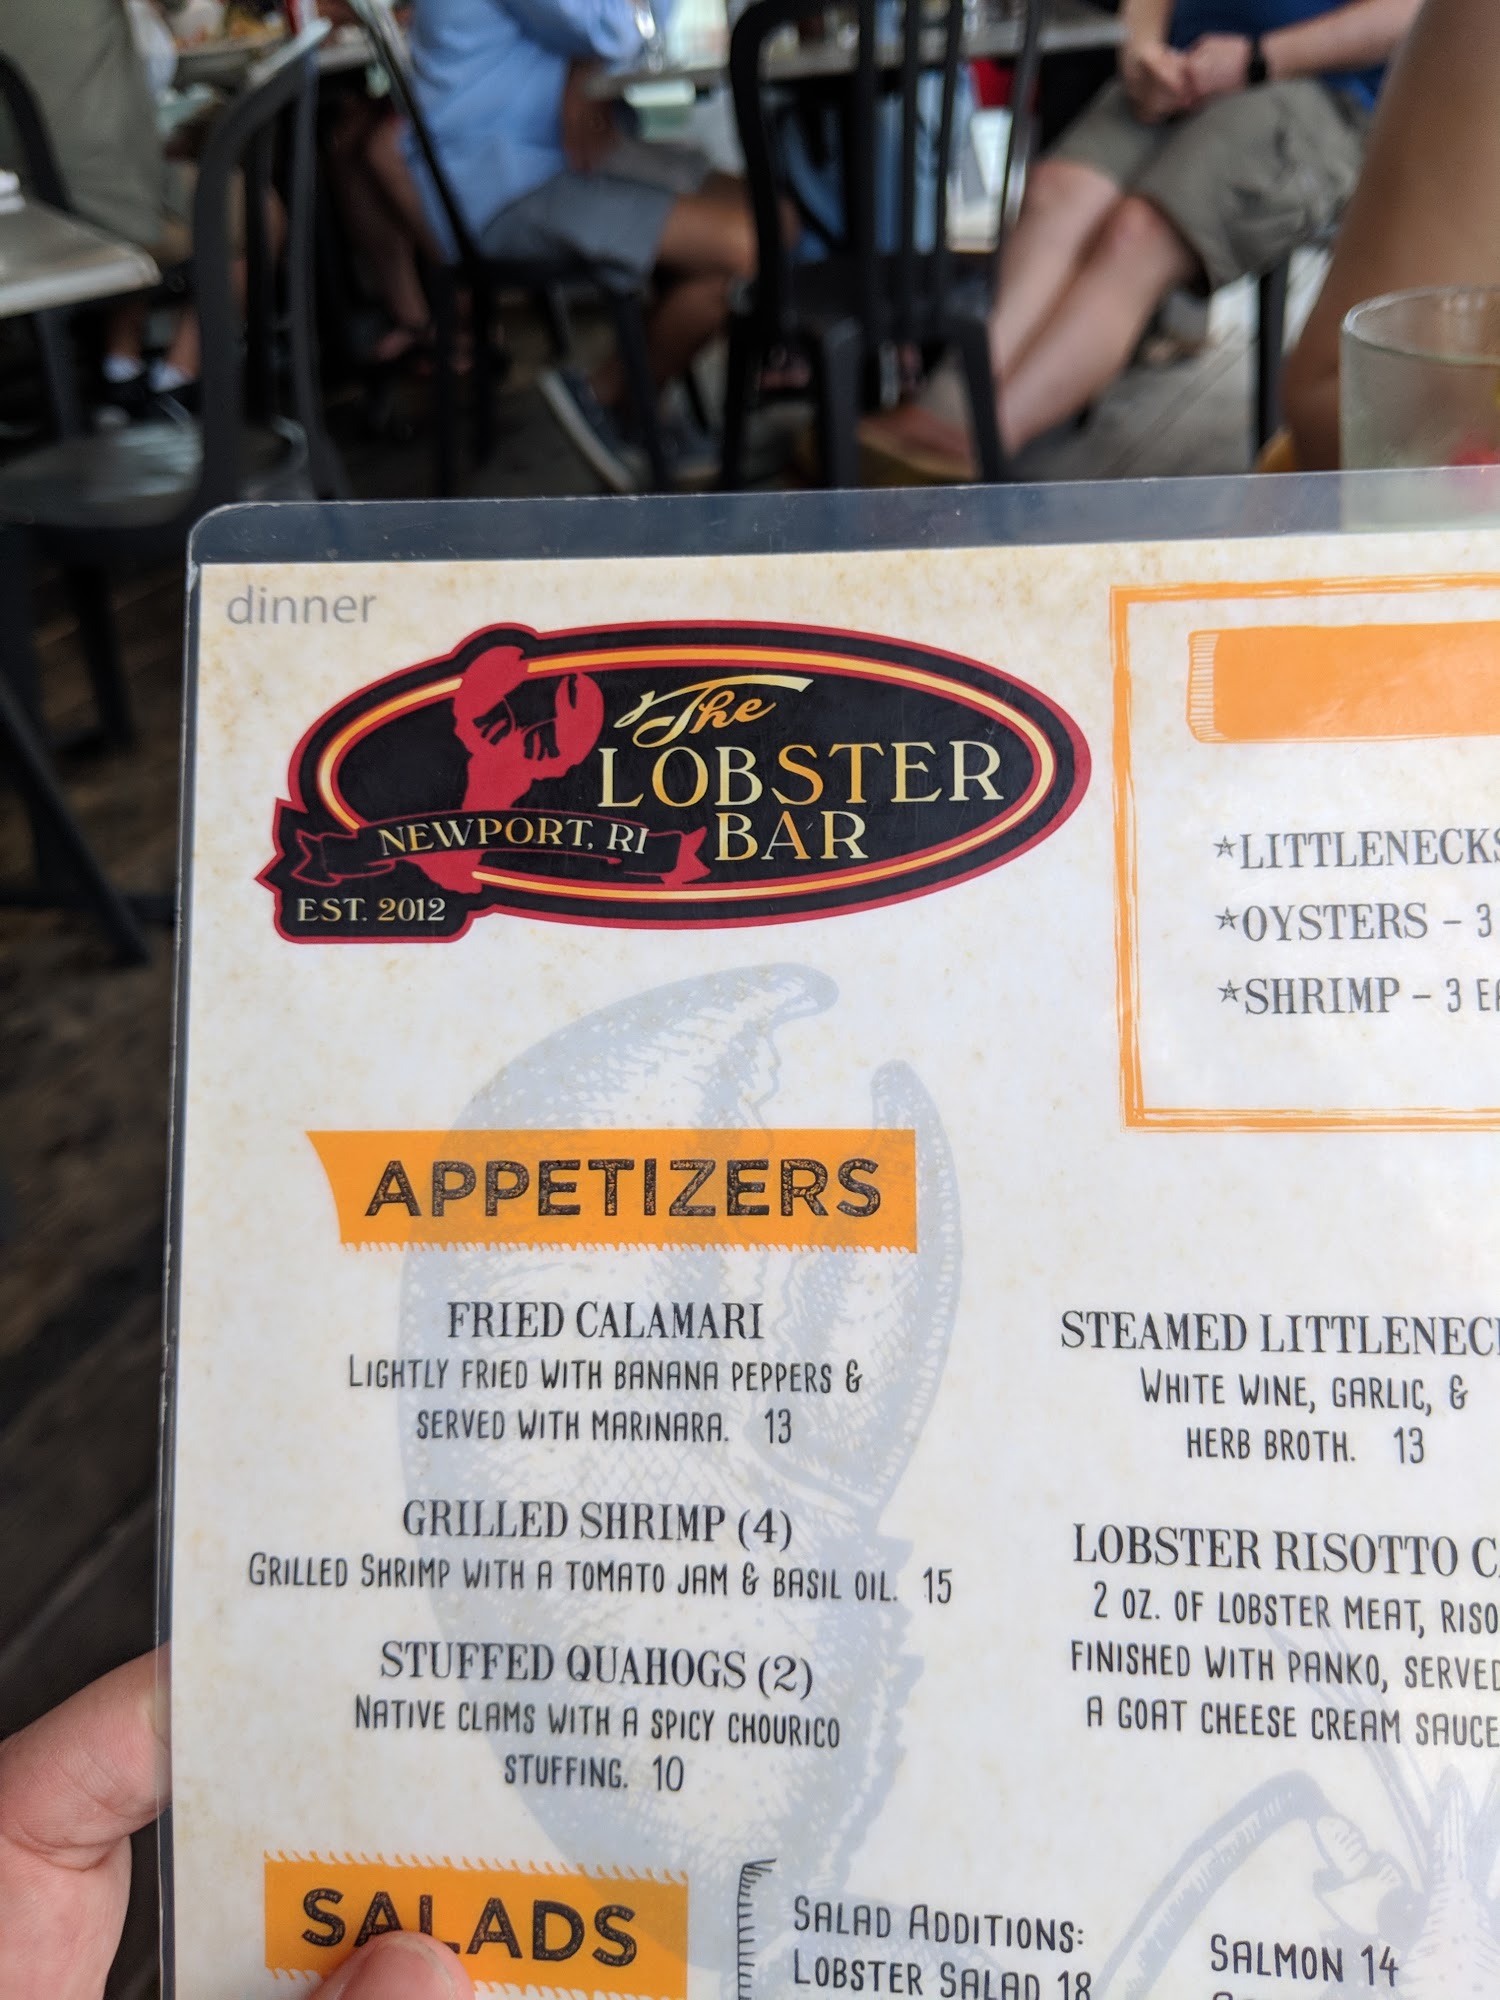 dinner
The
LOBSTER
BAR
NEWPORT, RI
EST. 2012
★LITTLENECKS
★OYSTERS – 3
★SHRIMP – 3
APPETIZERS
FRIED CALAMARI
LIGHTLY FRIED WITH BANANA PEPPERS &
SERVED WITH MARINARA. 13
GRILLED SHRIMP (4)
GRILLED SHRIMP WITH A TOMATO JAM & BASIL OIL. 15
STUFFED QUAHOGS (2)
NATIVE CLAMS WITH A SPICY CHOURICO
STUFFING. 10
STEAMED
WHITE WINE, GARLIC, &
HERB BROTH. 13
LOBSTER RISOTTO
2 OZ. OF LOBSTER MEAT,
FINISHED WITH PANKO, SERVED
A GOAT CHEESE CREAM SAUCE
SALADS
SALAD ADDITIONS:
LOBSTER SALAD 18
SALMON 14